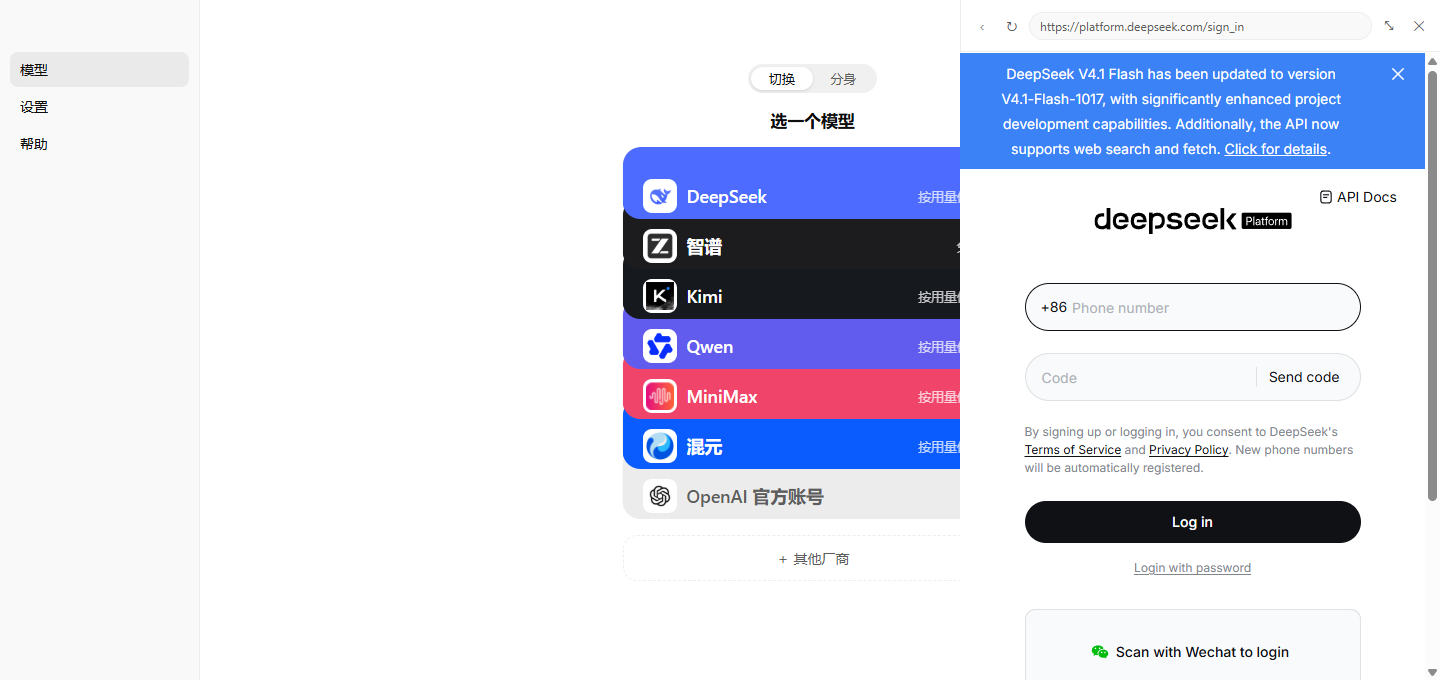 模型
设置
帮助
切换
分身
选一个模型
DeepSeek
按用量
智谱
Kimi
按用量
Qwen
按用量
MiniMax
按用量
混元
按用量
OpenAI 官方账号
+ 其他厂商
https://platform.deepseek.com/sign_in
DeepSeek V4.1 Flash has been updated to version
V4.1-Flash-1017, with significantly enhanced project
development capabilities. Additionally, the API now
supports web search and fetch. Click for details.
API Docs
deepseek Platform
+86 Phone number
Code
Send code
By signing up or logging in, you consent to DeepSeek's
Terms of Service and Privacy Policy. New phone numbers
will be automatically registered.
Log in
Login with password
Scan with Wechat to login